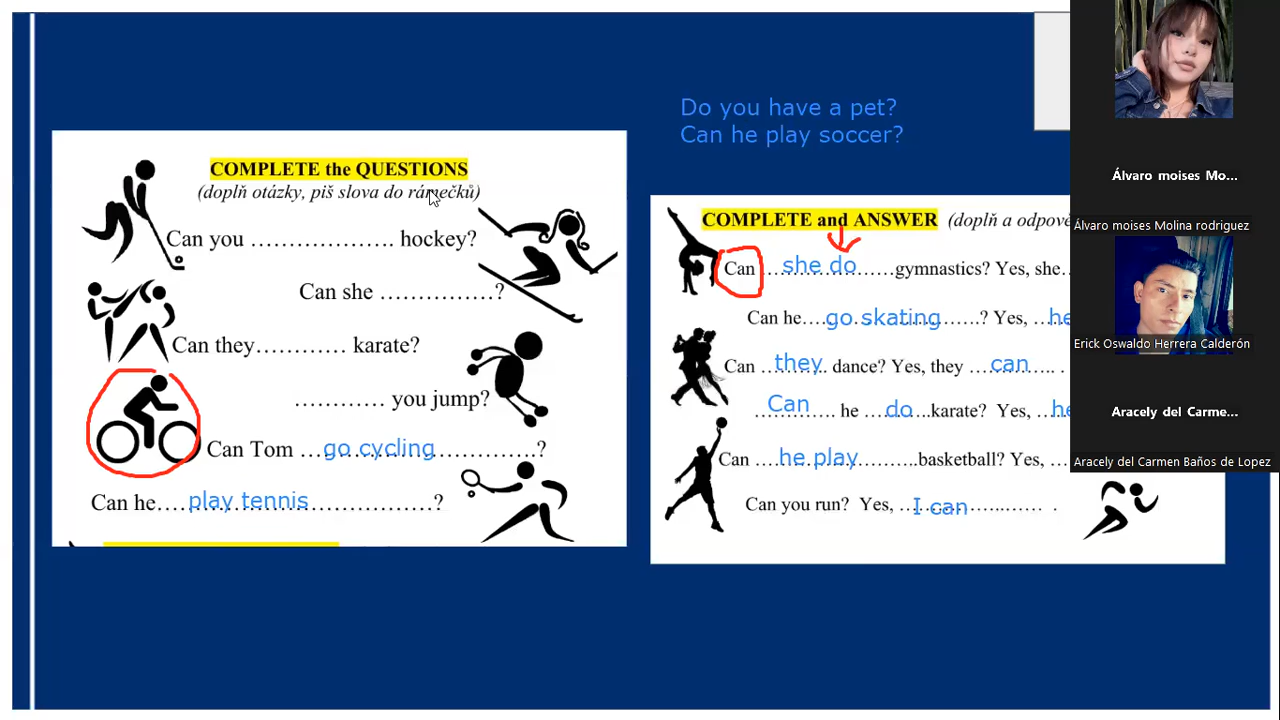 Do you have a pet?
Can he play soccer?
COMPLETE the QUESTIONS
(doplň otázky, piš slova do rámečků)
Can you …………………. hockey?
Can she ……………?
Can they………… karate?
………… you jump?
Can Tom …go cycling…………?
Can he….play tennis……………?
COMPLETE and ANSWER (doplň a odpově
Can …she do……gymnastics? Yes, she…
Can he….go skating…….? Yes, he
Can …they…. dance? Yes, they …can….. .
…Can…. he …do..karate? Yes, he
Can …he play……..basketball? Yes, …
Can you run? Yes, …I can…… .
Álvaro moises Mo...
Álvaro moises Molina rodriguez
Erick Oswaldo Herrera Calderón
Aracely del Carme...
Aracely del Carmen Baños de Lopez